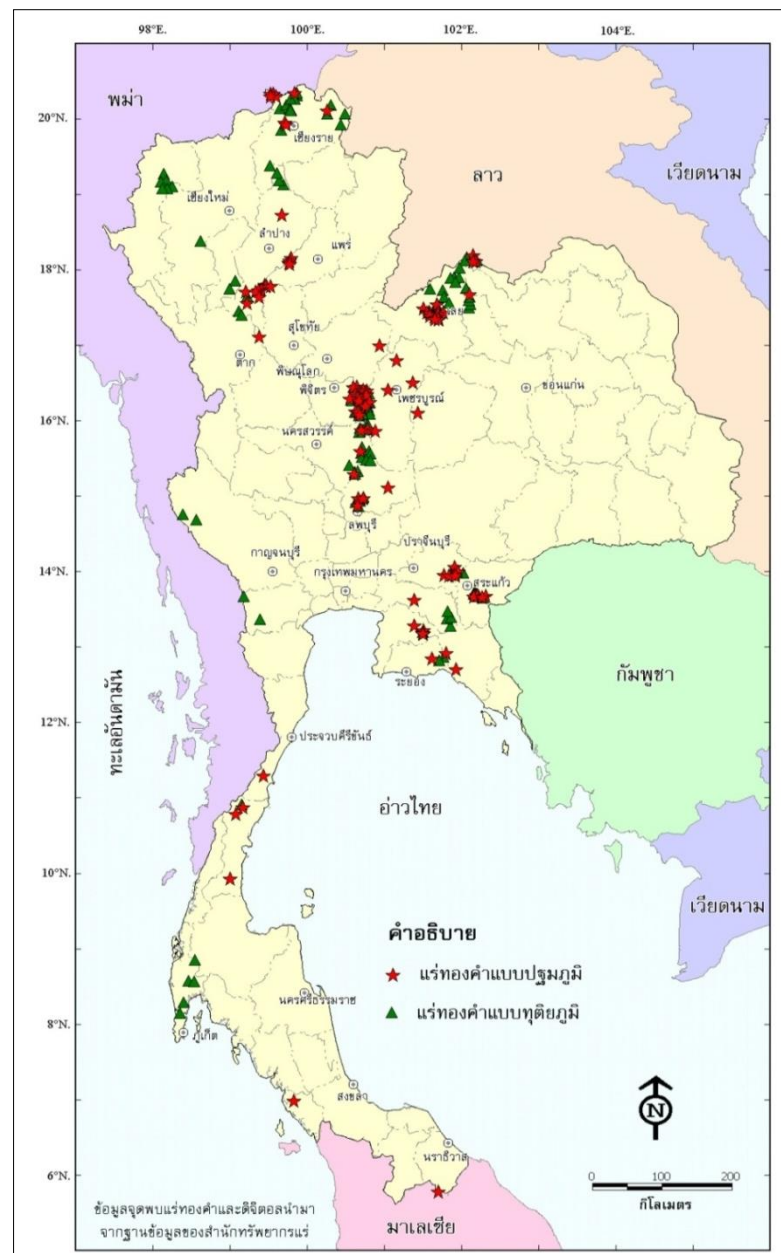 98°E. 100°E. 102°E. 104°E.
พม่า
20°N.
เชียงราย
ลาว
เวียดนาม
เชียงใหม่
ลำปาง
แพร่
18°N.
สุโขทัย
ตาก
พิษณุโลก
พิจิตร
เพชรบูรณ์
ขอนแก่น
16°N.
นครสวรรค์
ลพบุรี
ปราจีนบุรี
กาญจนบุรี
กรุงเทพมหานคร
สระแก้ว
14°N.
ระยอง
กัมพูชา
ทะเลอันดามัน
12°N.
ประจวบคีรีขันธ์
อ่าวไทย
10°N.
เวียดนาม
คำอธิบาย
แร่ทองคำแบบปฐมภูมิ
แร่ทองคำแบบทุติยภูมิ
นครศรีธรรมราช
8°N.
ภูเก็ต
สงขลา
N
นราธิวาส
6°N.
0 100 200
กิโลเมตร
ข้อมูลจุดพบแร่ทองคำและดิจิตอลนำมา
จากฐานข้อมูลของสำนักทรัพยากรแร่
มาเลเซีย